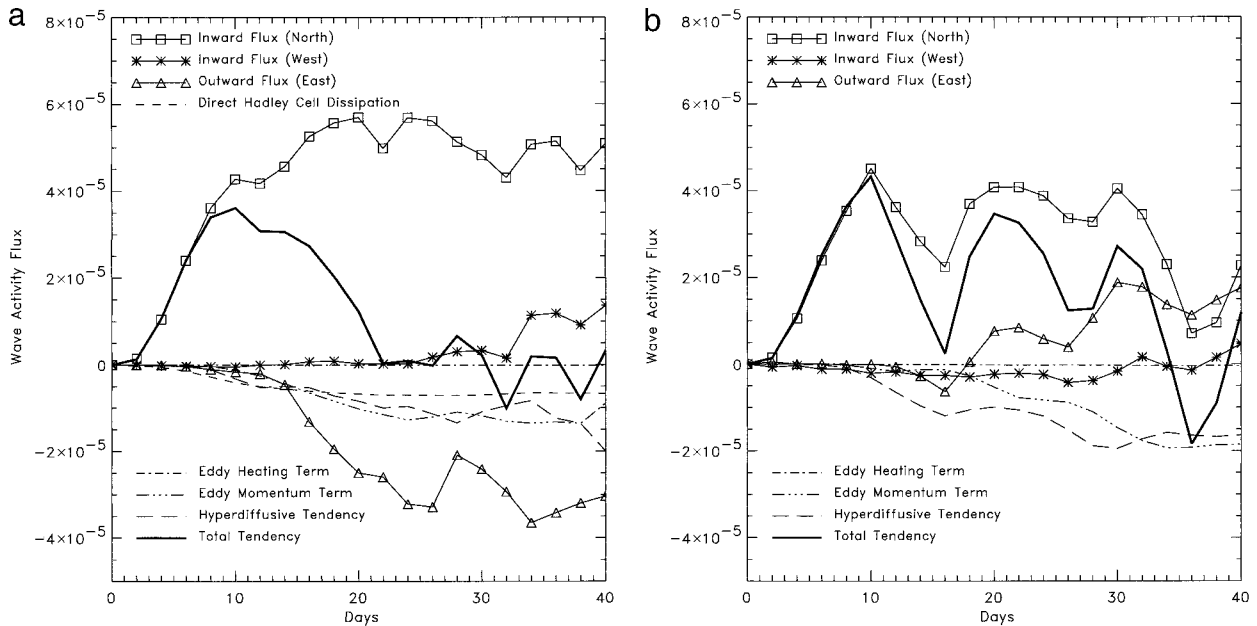 a
8×10⁻⁵
6×10⁻⁵
4×10⁻⁵
2×10⁻⁵
0
−2×10⁻⁵
−4×10⁻⁵
Wave Activity Flux
Inward Flux (North)
Inward Flux (West)
Outward Flux (East)
Direct Hadley Cell Dissipation
Eddy Heating Term
Eddy Momentum Term
Hyperdiffusive Tendency
Total Tendency
0 10 20 30 40
Days
b
8×10⁻⁵
6×10⁻⁵
4×10⁻⁵
2×10⁻⁵
0
−2×10⁻⁵
−4×10⁻⁵
Wave Activity Flux
Inward Flux (North)
Inward Flux (West)
Outward Flux (East)
Eddy Heating Term
Eddy Momentum Term
Hyperdiffusive Tendency
Total Tendency
0 10 20 30 40
Days